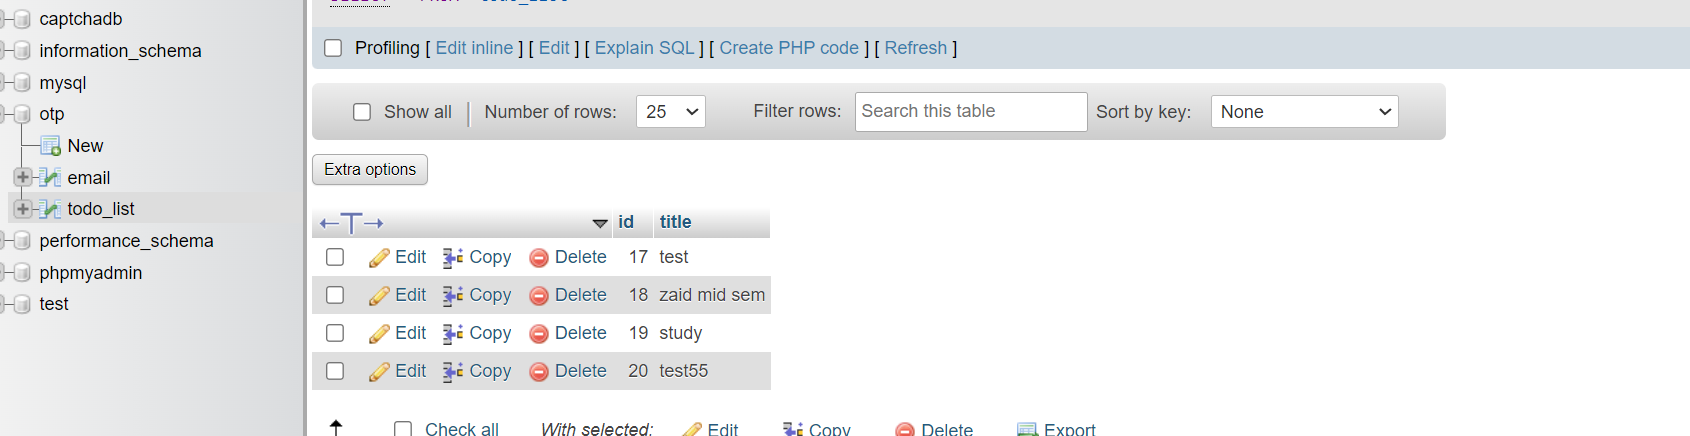 captchadb
information_schema
mysql
otp
New
email
todo_list
performance_schema
phpmyadmin
test
Profiling [ Edit inline ] [ Edit ] [ Explain SQL ] [ Create PHP code ] [ Refresh ]
Show all | Number of rows: 25 Filter rows: Search this table Sort by key: None
Extra options
←T→ id title
Edit Copy Delete 17 test
Edit Copy Delete 18 zaid mid sem
Edit Copy Delete 19 study
Edit Copy Delete 20 test55
Check all With selected: Edit Copy Delete Export